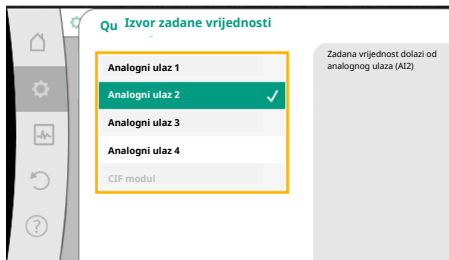 Qu Izvor zadane vrijednosti
Analogni ulaz 1
Analogni ulaz 2
Analogni ulaz 3
Analogni ulaz 4
CIF modul
Zadana vrijednost dolazi od
analognog ulaza (AI2)